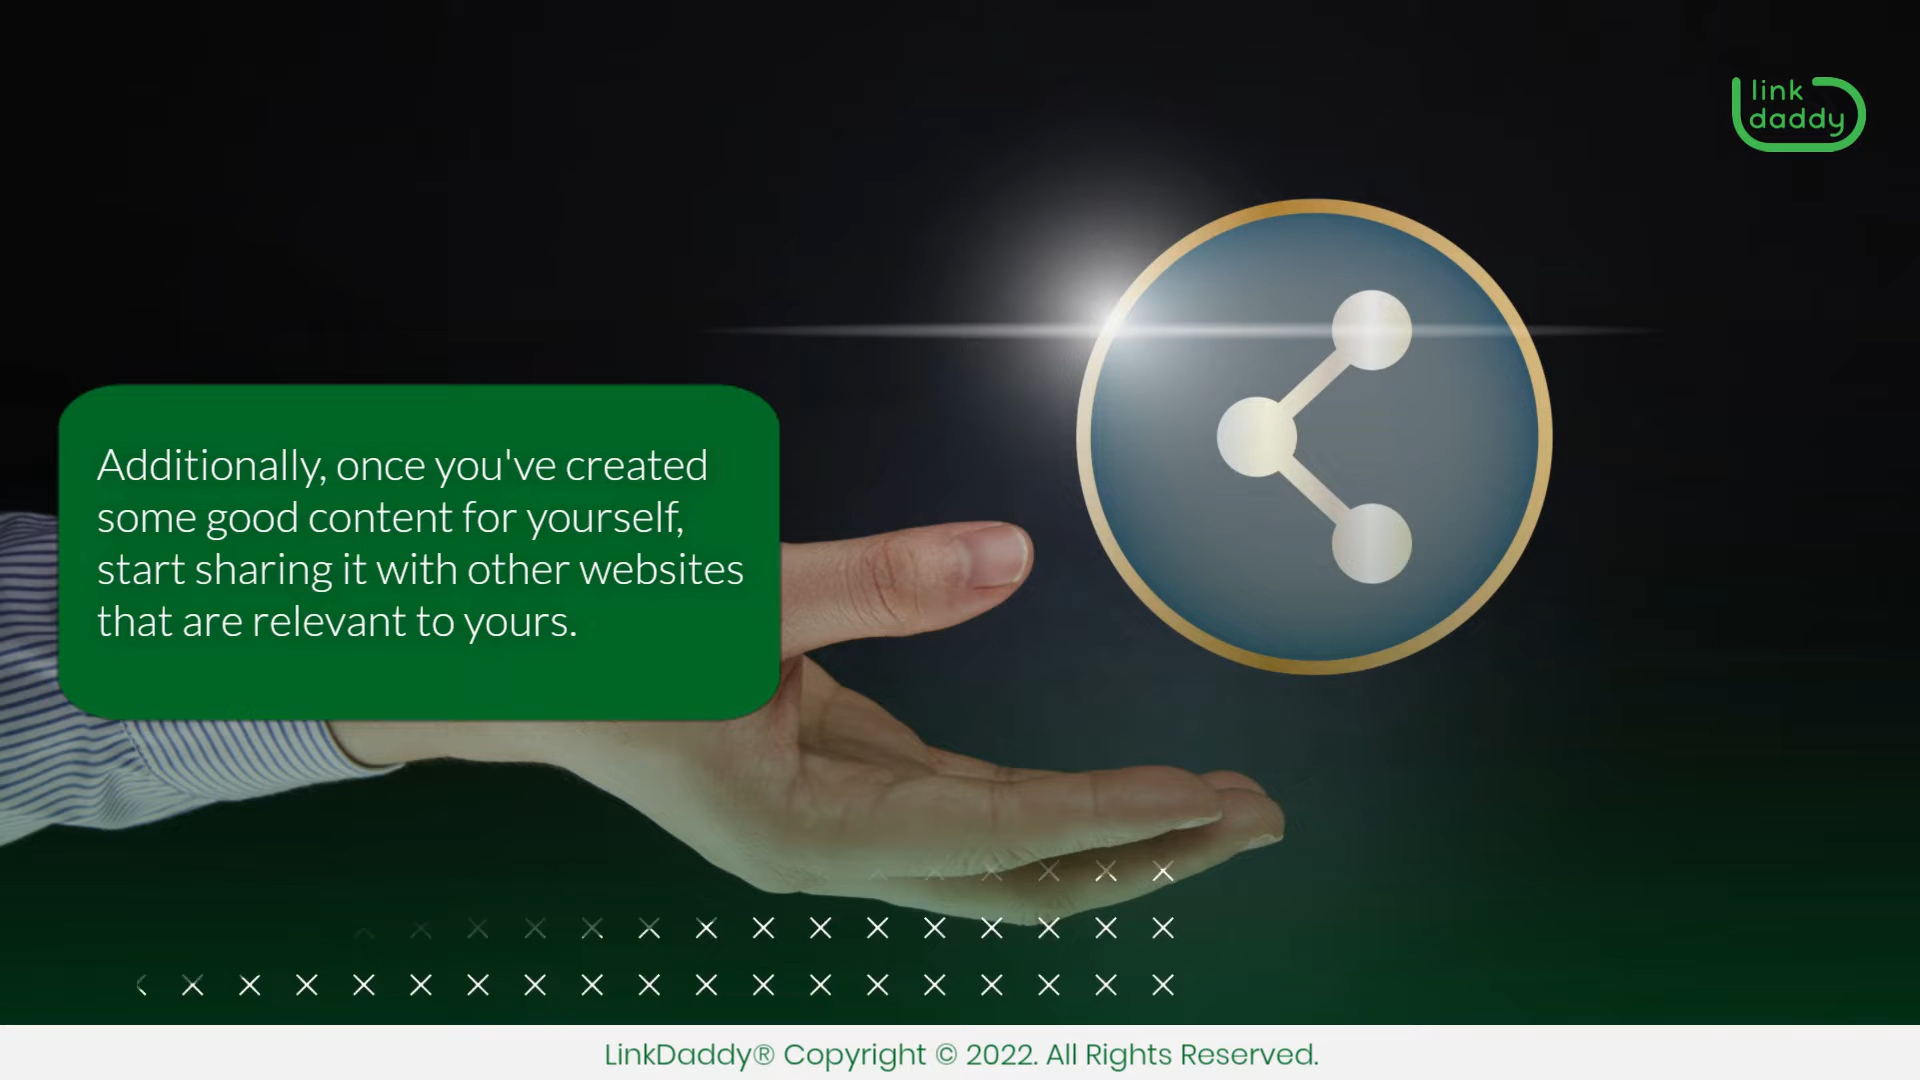 link
daddy
Additionally, once you've created
some good content for yourself,
start sharing it with other websites
that are relevant to yours.
LinkDaddy® Copyright © 2022. All Rights Reserved.